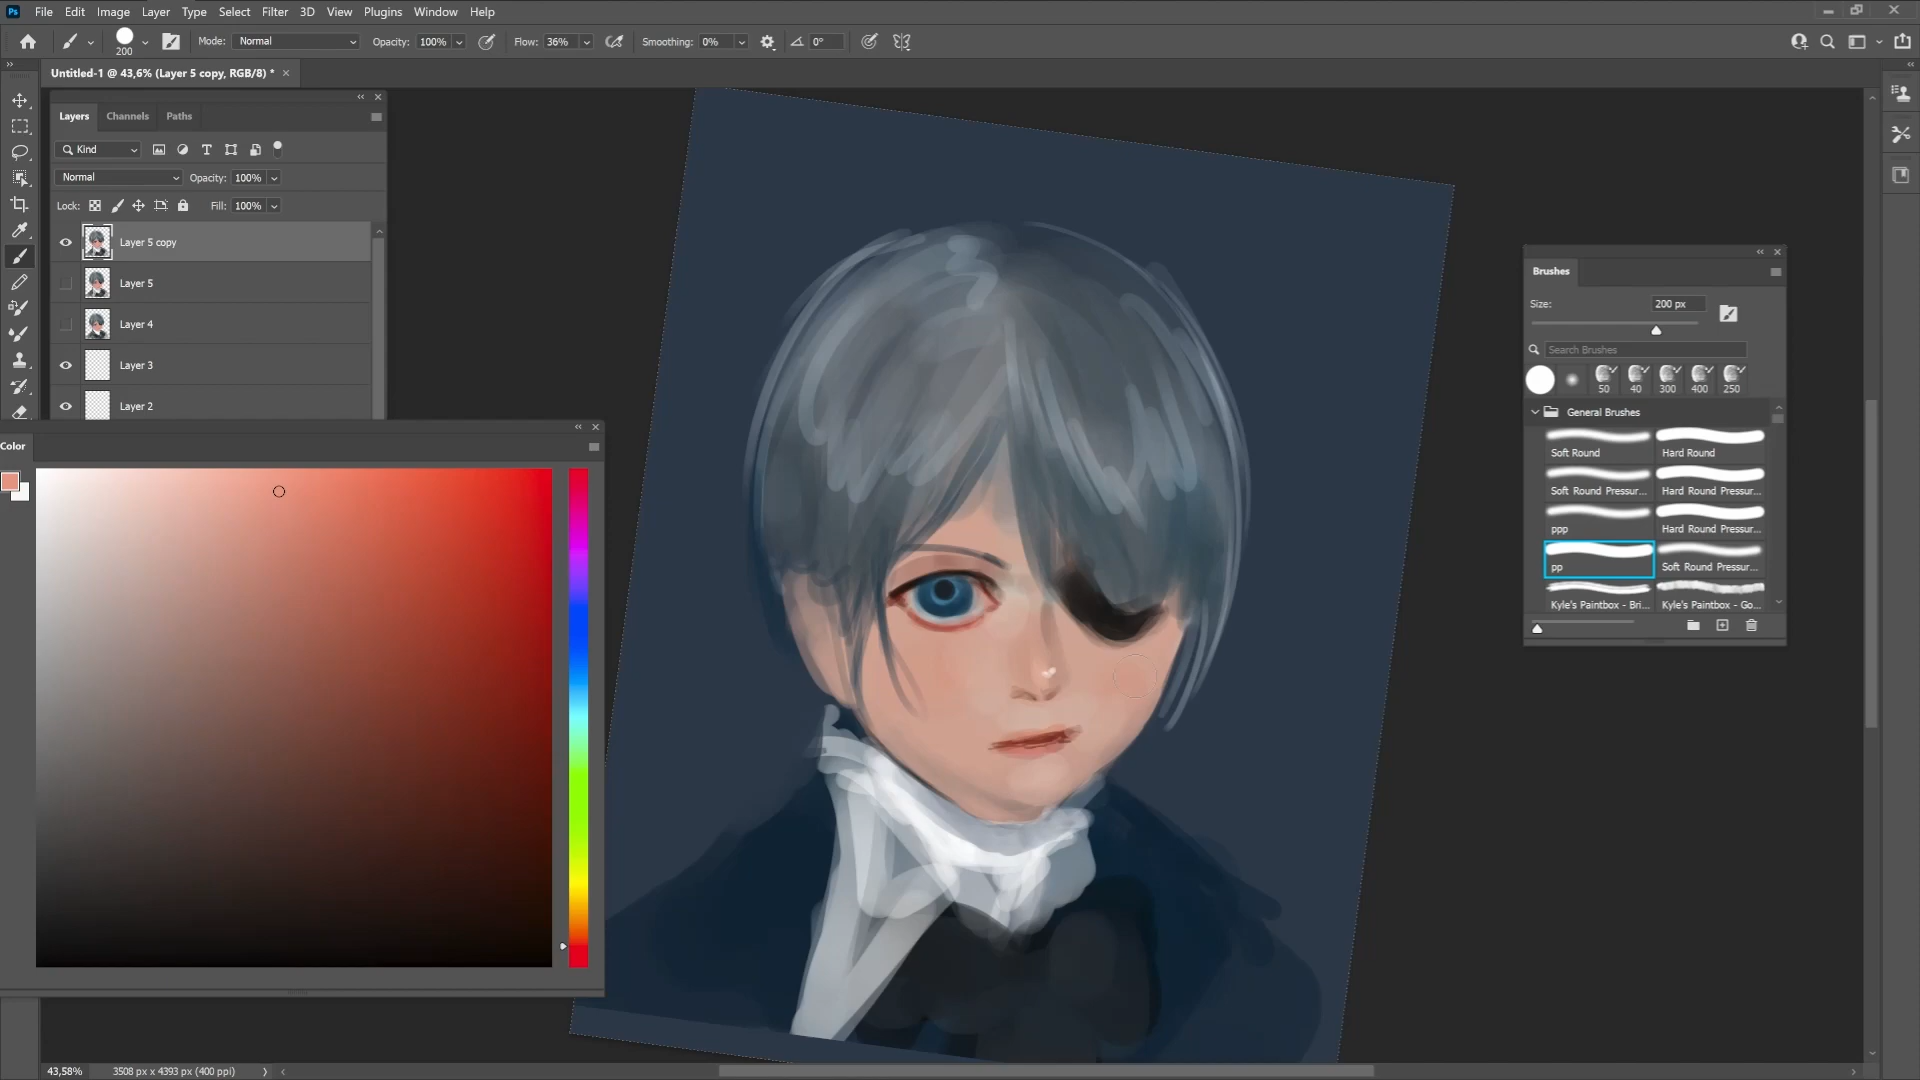 Ps File Edit Image Layer Type Select Filter 3D View Plugins Window Help
200 Mode: Normal Opacity: 100% Flow: 36% Smoothing: 0% 0°
Untitled-1 @ 43,6% (Layer 5 copy, RGB/8) * ×
Layers Channels Paths
Kind
Normal Opacity: 100%
Lock: Fill: 100%
Layer 5 copy
Layer 5
Layer 4
Layer 3
Layer 2
Color
Brushes
Size: 200 px
Search Brushes
50 40 300 400 250
General Brushes
Soft Round Hard Round
Soft Round Pressur... Hard Round Pressur...
ppp Hard Round Pressur...
pp Soft Round Pressur...
Kyle's Paintbox - Bri... Kyle's Paintbox - Go...
43,58% 3508 px x 4393 px (400 ppi)